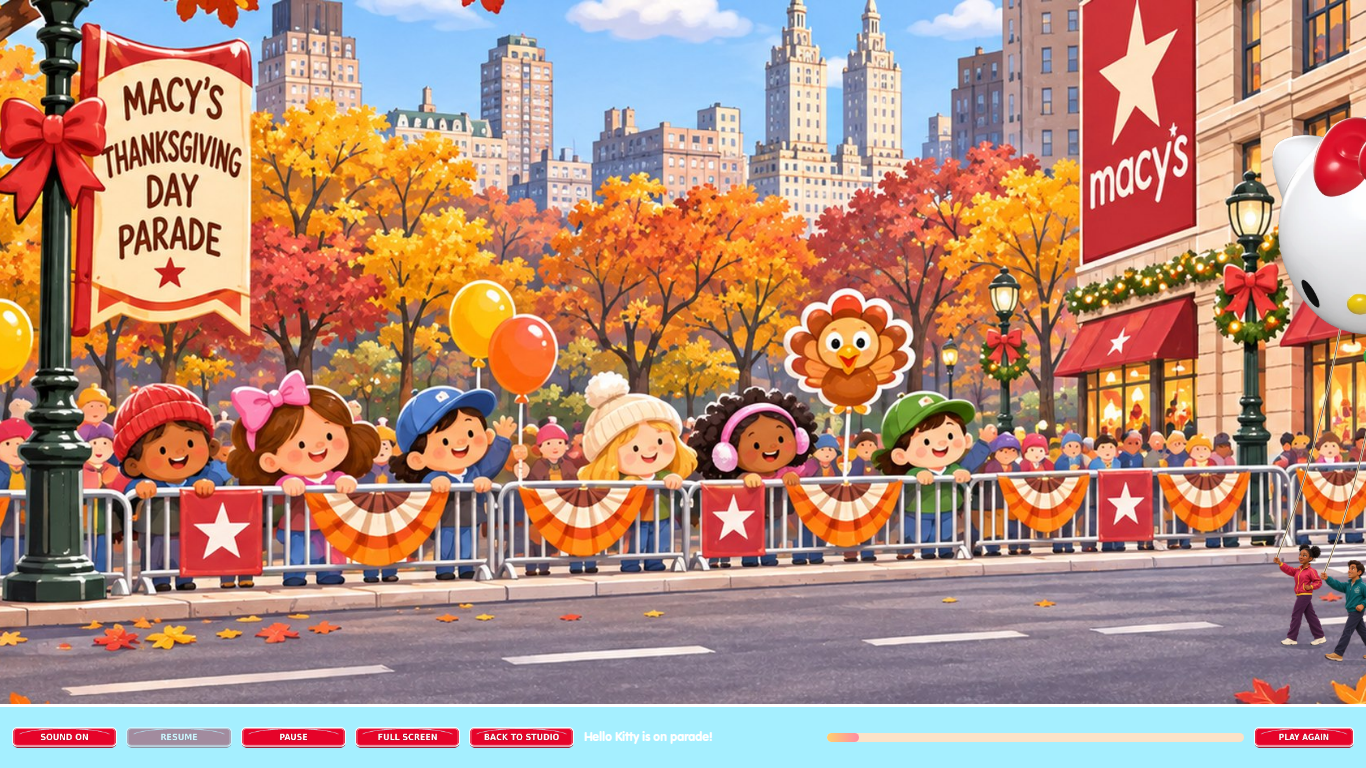 MACY'S
THANKSGIVING
DAY
PARADE
macy's
SOUND ON
RESUME
PAUSE
FULL SCREEN
BACK TO STUDIO
Hello Kitty is on parade!
PLAY AGAIN